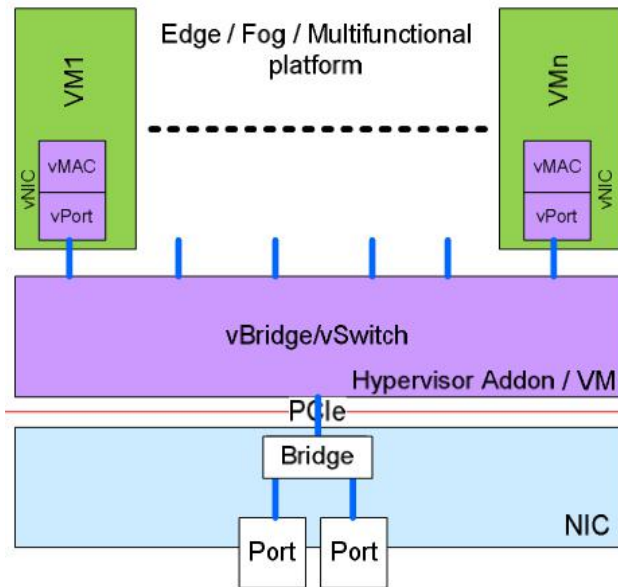 Edge / Fog / Multifunctional
platform
VM1
VMn
vNIC
vMAC
vPort
vMAC
vPort
vNIC
vBridge/vSwitch
Hypervisor Addon / VM
PCIe
Bridge
NIC
Port
Port